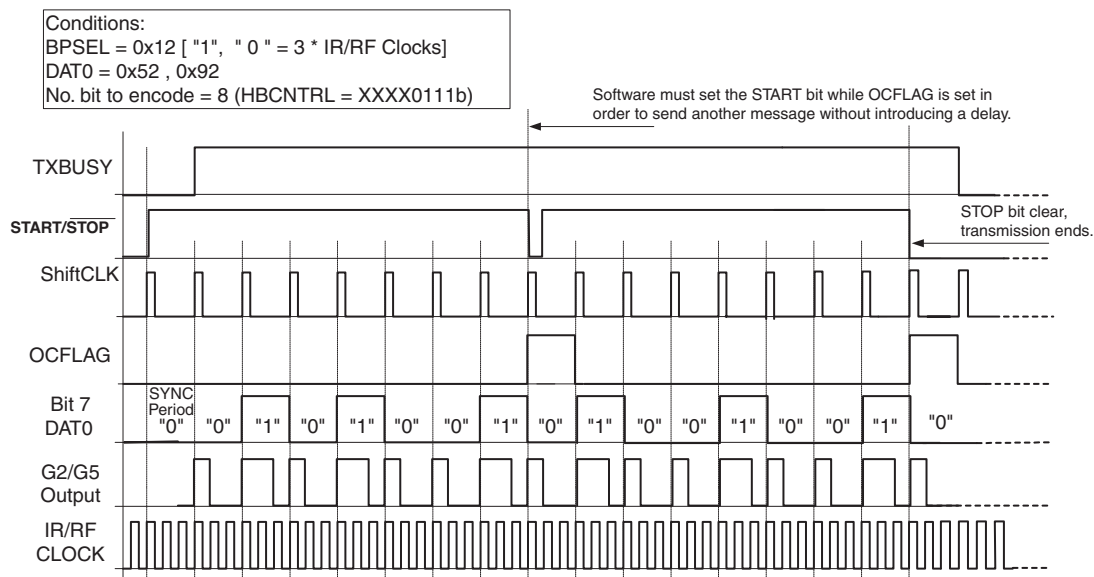 Conditions:
BPSEL = 0x12 [ "1", " 0 " = 3 * IR/RF Clocks]
DAT0 = 0x52 , 0x92
No. bit to encode = 8 (HBCNTRL = XXXX0111b)
Software must set the START bit while OCFLAG is set in
order to send another message without introducing a delay.
TXBUSY
START/STOP
STOP bit clear,
transmission ends.
ShiftCLK
OCFLAG
SYNC
Period
Bit 7
DAT0
"0" "0" "1" "0" "1" "0" "0" "1" "0" "1" "0" "0" "1" "0" "0" "1" "0"
G2/G5
Output
IR/RF
CLOCK